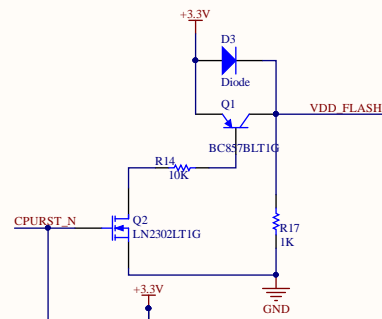 +3.3V
D3
Diode
Q1
VDD_FLASH
BC857BLT1G
R14
10K
Q2
CPURST_N
LN2302LT1G
R17
1K
+3.3V
GND